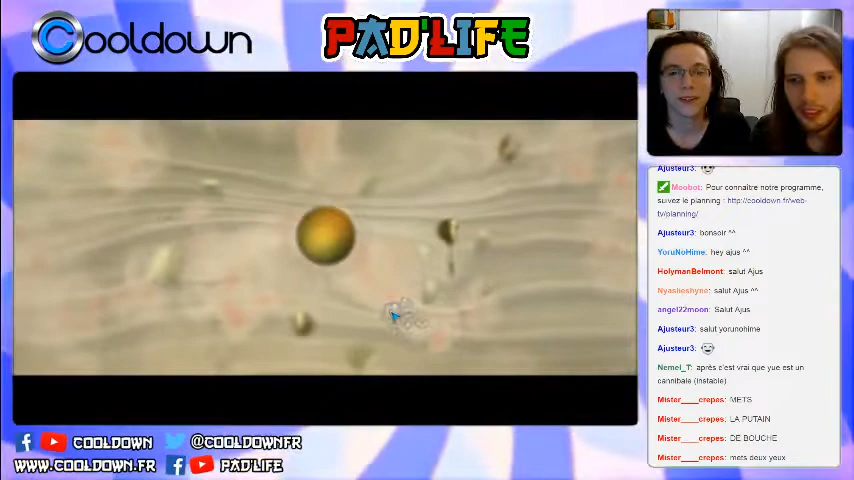 Cooldown
PAD'LIFE
Ajusteur3:
Moobot: Pour connaître notre programme,
suivez le planning : http://cooldown.fr/web-
tv/planning/
Ajusteur3: bonsoir ^^
YoruNoHime: hey ajus ^^
HolymanBelmont: salut Ajus
Nyaslieshyne: salut Ajus ^^
angel22moon: Salut Ajus
Ajusteur3: salut yorunohime
Ajusteur3:
Nemel_T: après c'est vrai que yue est un
cannibale (instable)
Mister____crepes: METS
Mister____crepes: LA PUTAIN
Mister____crepes: DE BOUCHE
Mister____crepes: mets deux yeux
COOLDOWN @COOLDOWNFR
WWW.COOLDOWN.FR PAD'LIFE